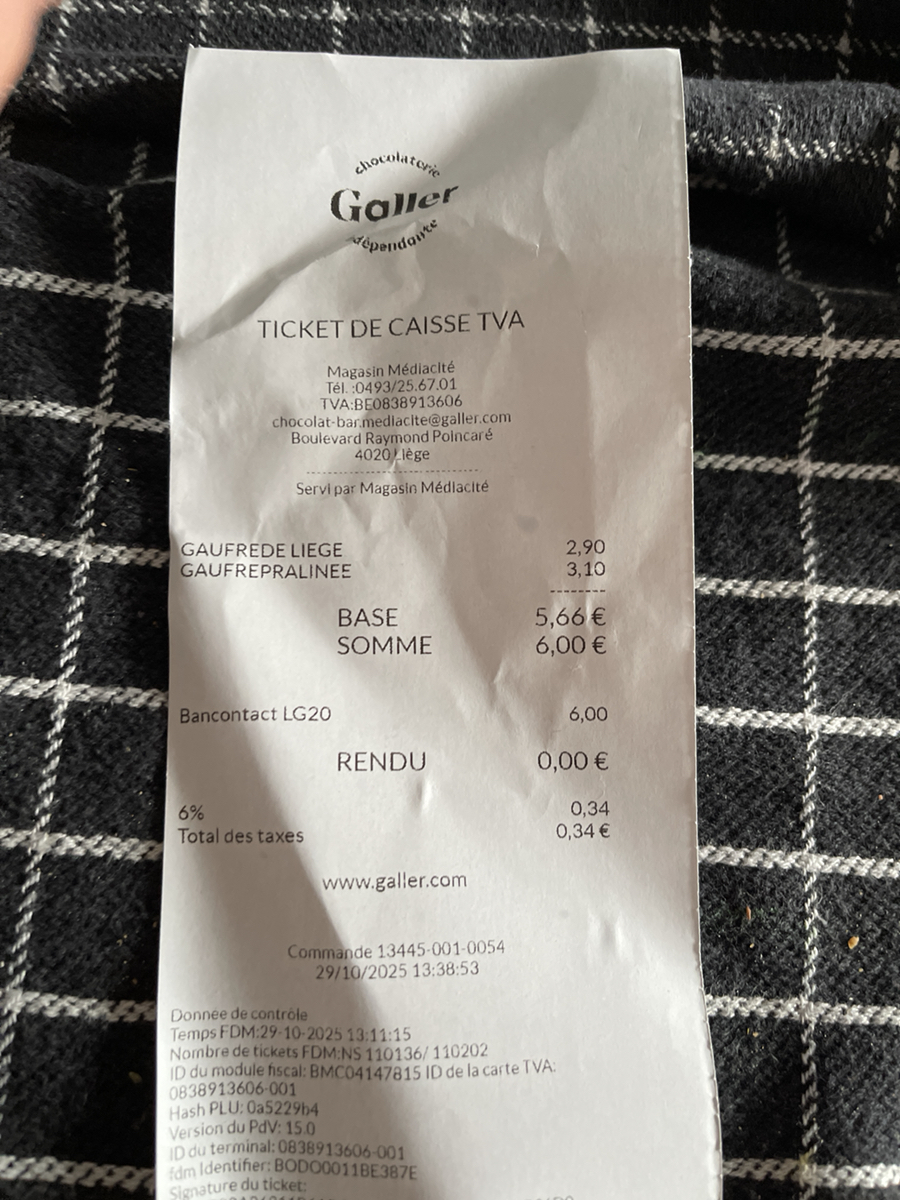 chocolaterie
Galler
TICKET DE CAISSE TVA
Magasin Médiacité
Tél. :0493/25.67.01
TVA:BE0838913606
chocolat-bar.mediacite@galler.com
Boulevard Raymond Poincaré
4020 Liège
--------------------------------
Servi par Magasin Médiacité
GAUFREDE LIEGE 2,90
GAUFREPRALINEE 3,10
--------
BASE 5,66 €
SOMME 6,00 €
Bancontact LG20 6,00
RENDU 0,00 €
6% 0,34
Total des taxes 0,34 €
www.galler.com
Commande 13445-001-0054
29/10/2025 13:38:53
Donnée de contrôle
Temps FDM:29-10-2025 13:11:15
Nombre de tickets FDM:NS 110136/ 110202
ID du module fiscal: BMC04147815 ID de la carte TVA:
0838913606-001
Hash PLU: 0a5229b4
Version du PdV: 15.0
ID du terminal: 0838913606-001
fdm Identifier: BODO0011BE387E
Signature du ticket: